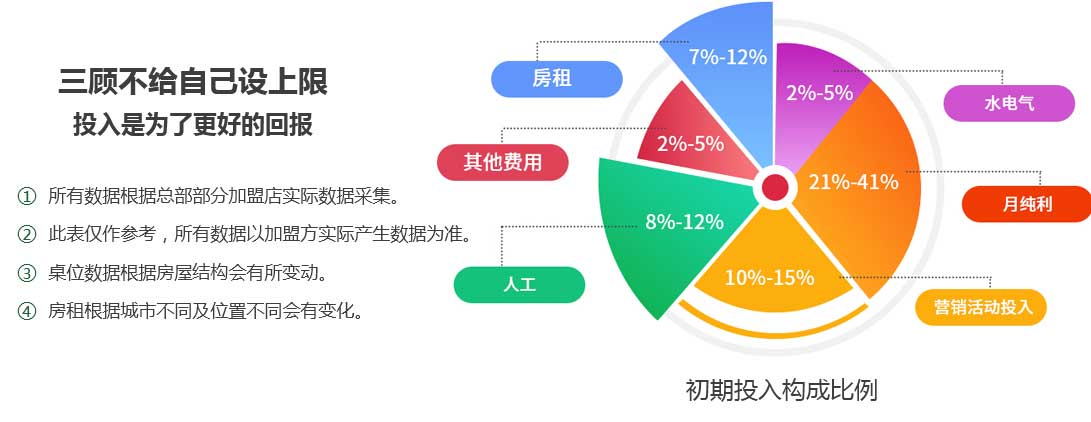 三顾不给自己设上限
投入是为了更好的回报
① 所有数据根据总部部分加盟店实际数据采集。
② 此表仅作参考，所有数据以加盟方实际产生数据为准。
③ 桌位数据根据房屋结构会有所变动。
④ 房租根据城市不同及位置不同会有变化。
房租
7%-12%
2%-5%
水电气
其他费用
2%-5%
21%-41%
月纯利
人工
8%-12%
10%-15%
营销活动投入
初期投入构成比例